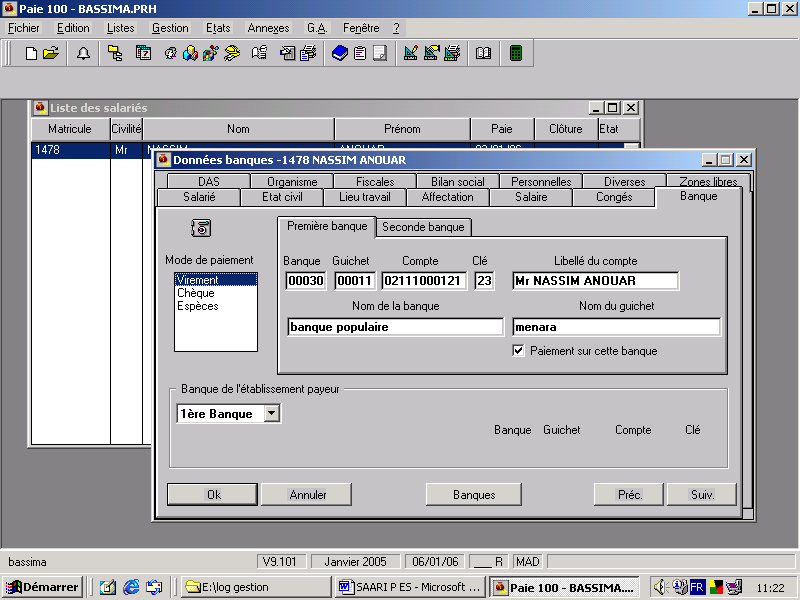 Paie 100 - BASSIMA.PRH
Fichier Edition Listes Gestion Etats Annexes G.A. Fenêtre ?
Liste des salariés
Matricule Civilité Nom Prénom Paie Clôture Etat
1478 Mr NASSIM ANOUAR
Données banques -1478 NASSIM ANOUAR
DAS Organisme Fiscales Bilan social Personnelles Diverses Zones libres
Salarié Etat civil Lieu travail Affectation Salaire Congés Banque
Première banque Seconde banque
Mode de paiement
Virement
Chèque
Espèces
Banque Guichet Compte Clé Libellé du compte
00030 00011 02111000121 23 Mr NASSIM ANOUAR
Nom de la banque Nom du guichet
banque populaire menara
Paiement sur cette banque
Banque de l'établissement payeur
1ère Banque
Banque Guichet Compte Clé
Ok Annuler Banques Préc. Suiv.
bassima V9.101 Janvier 2005 06/01/06 ___ R MAD
Démarrer E:\log gestion SAARI P ES - Microsoft ... Paie 100 - BASSIMA.... FR 11:22